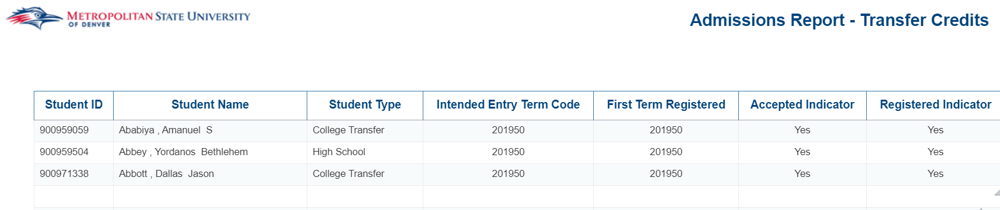 METROPOLITAN STATE UNIVERSITY
OF DENVER
Admissions Report - Transfer Credits
Student ID Student Name Student Type Intended Entry Term Code First Term Registered Accepted Indicator Registered Indicator
900959059 Ababiya , Amanuel S College Transfer 201950 201950 Yes Yes
900959504 Abbey , Yordanos Bethlehem High School 201950 201950 Yes Yes
900971338 Abbott , Dallas Jason College Transfer 201950 201950 Yes Yes